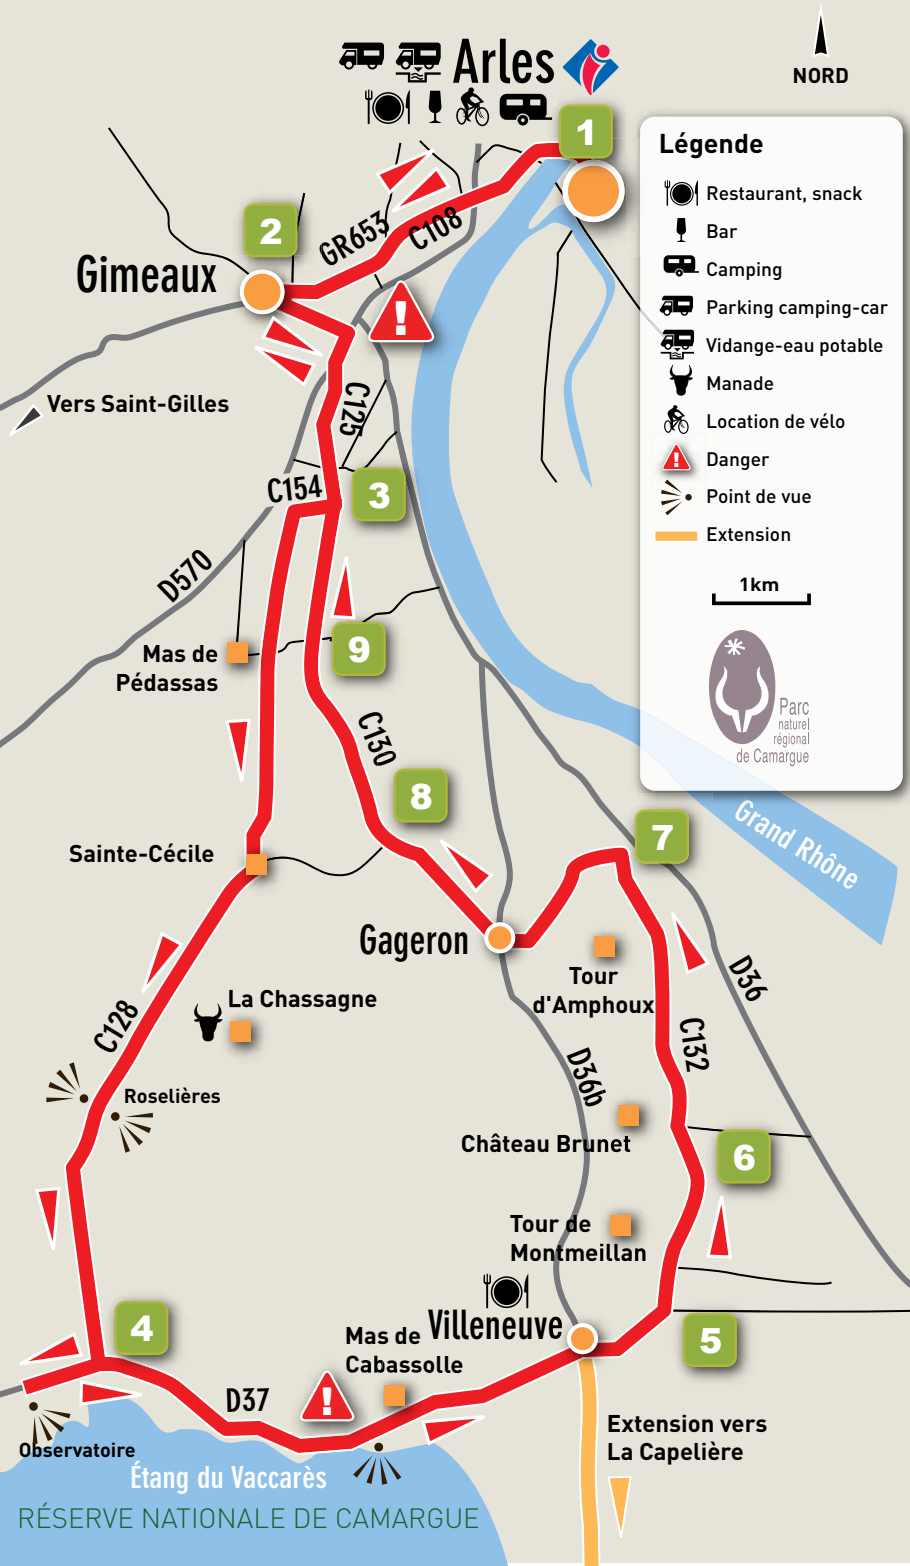 Arles
NORD
1
Légende
Restaurant, snack
Bar
Camping
Parking camping-car
Vidange-eau potable
Manade
Location de vélo
! Danger
Point de vue
Extension
1km
Parc
naturel
régional
de Camargue
2
GR653
C108
Gimeaux
!
Vers Saint-Gilles
C125
C154
3
D570
Mas de
Pédassas
9
C130
8
7
Grand Rhône
Sainte-Cécile
Gageron
Tour
d'Amphoux
D36
La Chassagne
C128
C132
D36b
Roselières
Château Brunet
6
Tour de
Montmeillan
4
Villeneuve
5
Mas de
Cabassolle
D37
!
Extension vers
La Capelière
Observatoire
Étang du Vaccarès
RÉSERVE NATIONALE DE CAMARGUE